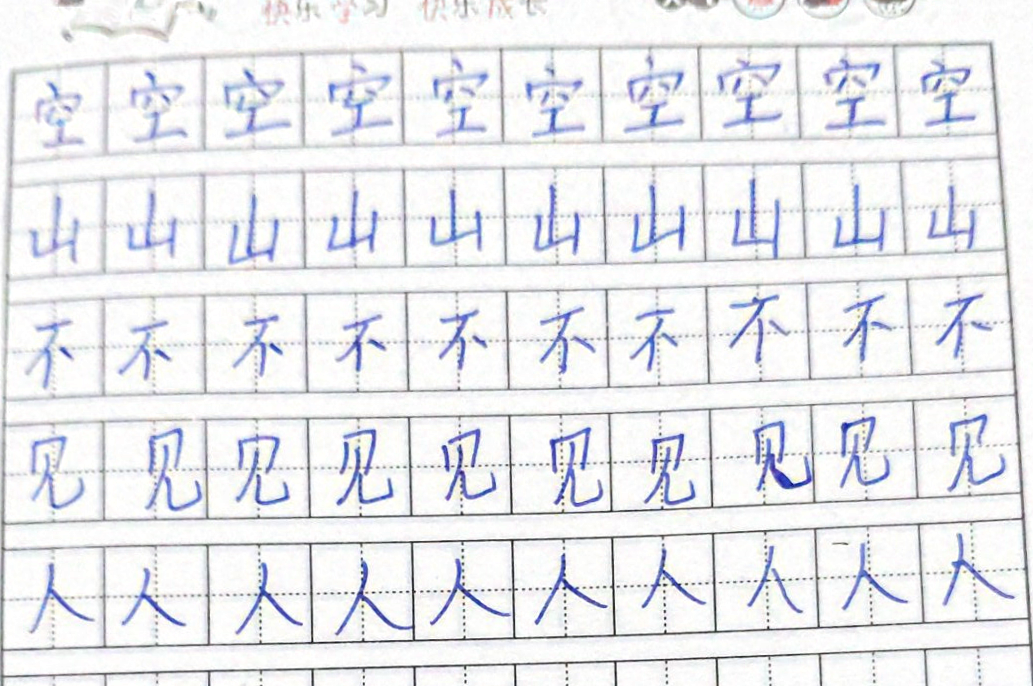 快乐学习 快乐成长
空空空空空空空空空空
山山山山山山山山山山
不不不不不不不不不不
见见见见见见见见见见
人人人人人人人人人人